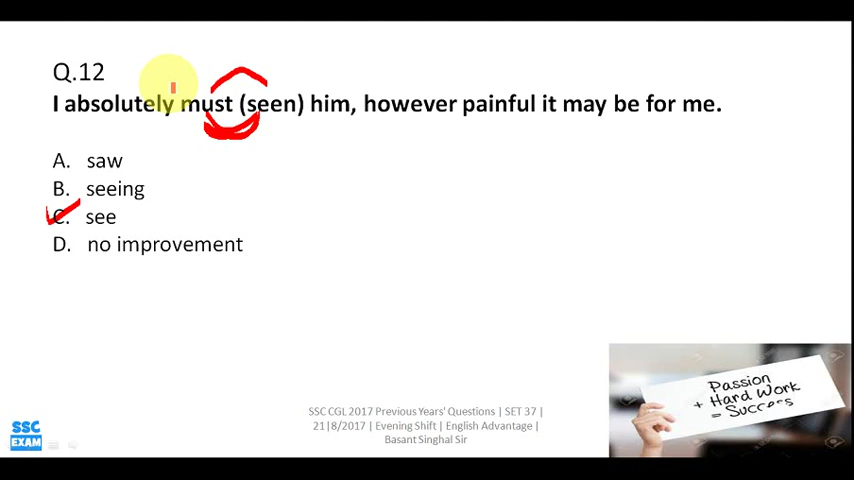 Q.12
I absolutely must (seen) him, however painful it may be for me.
A. saw
B. seeing
C. see
D. no improvement
Passion
+ Hard Work
= Success
SSC CGL 2017 Previous Years' Questions | SET 37 |
21|8/2017 | Evening Shift | English Advantage |
Basant Singhal Sir
SSC
EXAM